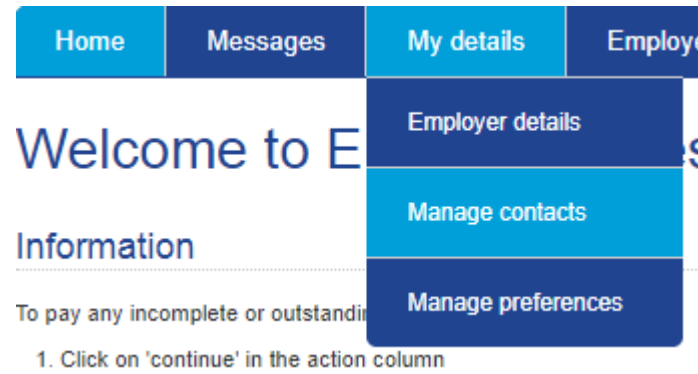 Home Messages My details Employe
Employer details
Welcome to E
Manage contacts
Information
Manage preferences
To pay any incomplete or outstandin
1. Click on 'continue' in the action column